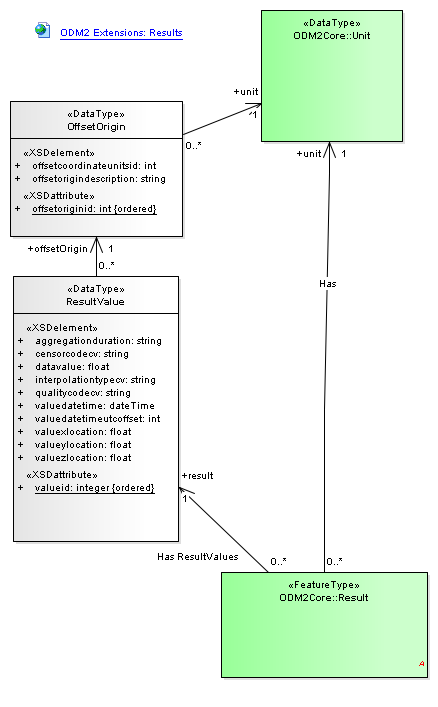 ODM2 Extensions: Results
«DataType»
ODM2Core::Unit
+unit
1
«DataType»
OffsetOrigin
0..*
«XSDelement»
+ offsetcoordinateunitsid: int
+ offsetorigindescription: string
«XSDattribute»
+ offsetoriginid: int {ordered}
+unit
1
+offsetOrigin
1
0..*
Has
«DataType»
ResultValue
«XSDelement»
+ aggregationduration: string
+ censorcodecv: string
+ datavalue: float
+ interpolationtypecv: string
+ qualitycodecv: string
+ valuedatetime: dateTime
+ valuedatetimeutcoffset: int
+ valuexlocation: float
+ valueylocation: float
+ valuezlocation: float
«XSDattribute»
+ valueid: integer {ordered}
+result
1
Has ResultValues
0..*
0..*
«FeatureType»
ODM2Core::Result
A